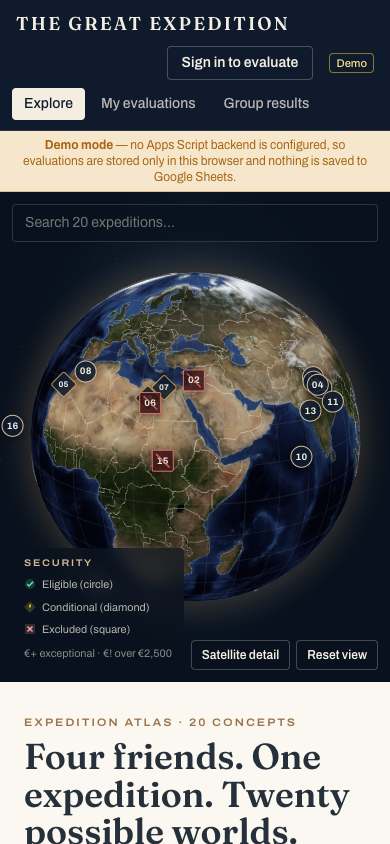 THE GREAT EXPEDITION
Sign in to evaluate
Demo
Explore
My evaluations
Group results
Demo mode — no Apps Script backend is configured, so
evaluations are stored only in this browser and nothing is saved to
Google Sheets.
Search 20 expeditions...
08
05
07
02
06
04
11
13
16
10
15
SECURITY
Eligible (circle)
Conditional (diamond)
Excluded (square)
€+ exceptional · €! over €2,500
Satellite detail
Reset view
EXPEDITION ATLAS · 20 CONCEPTS
Four friends. One
expedition. Twenty
possible worlds.